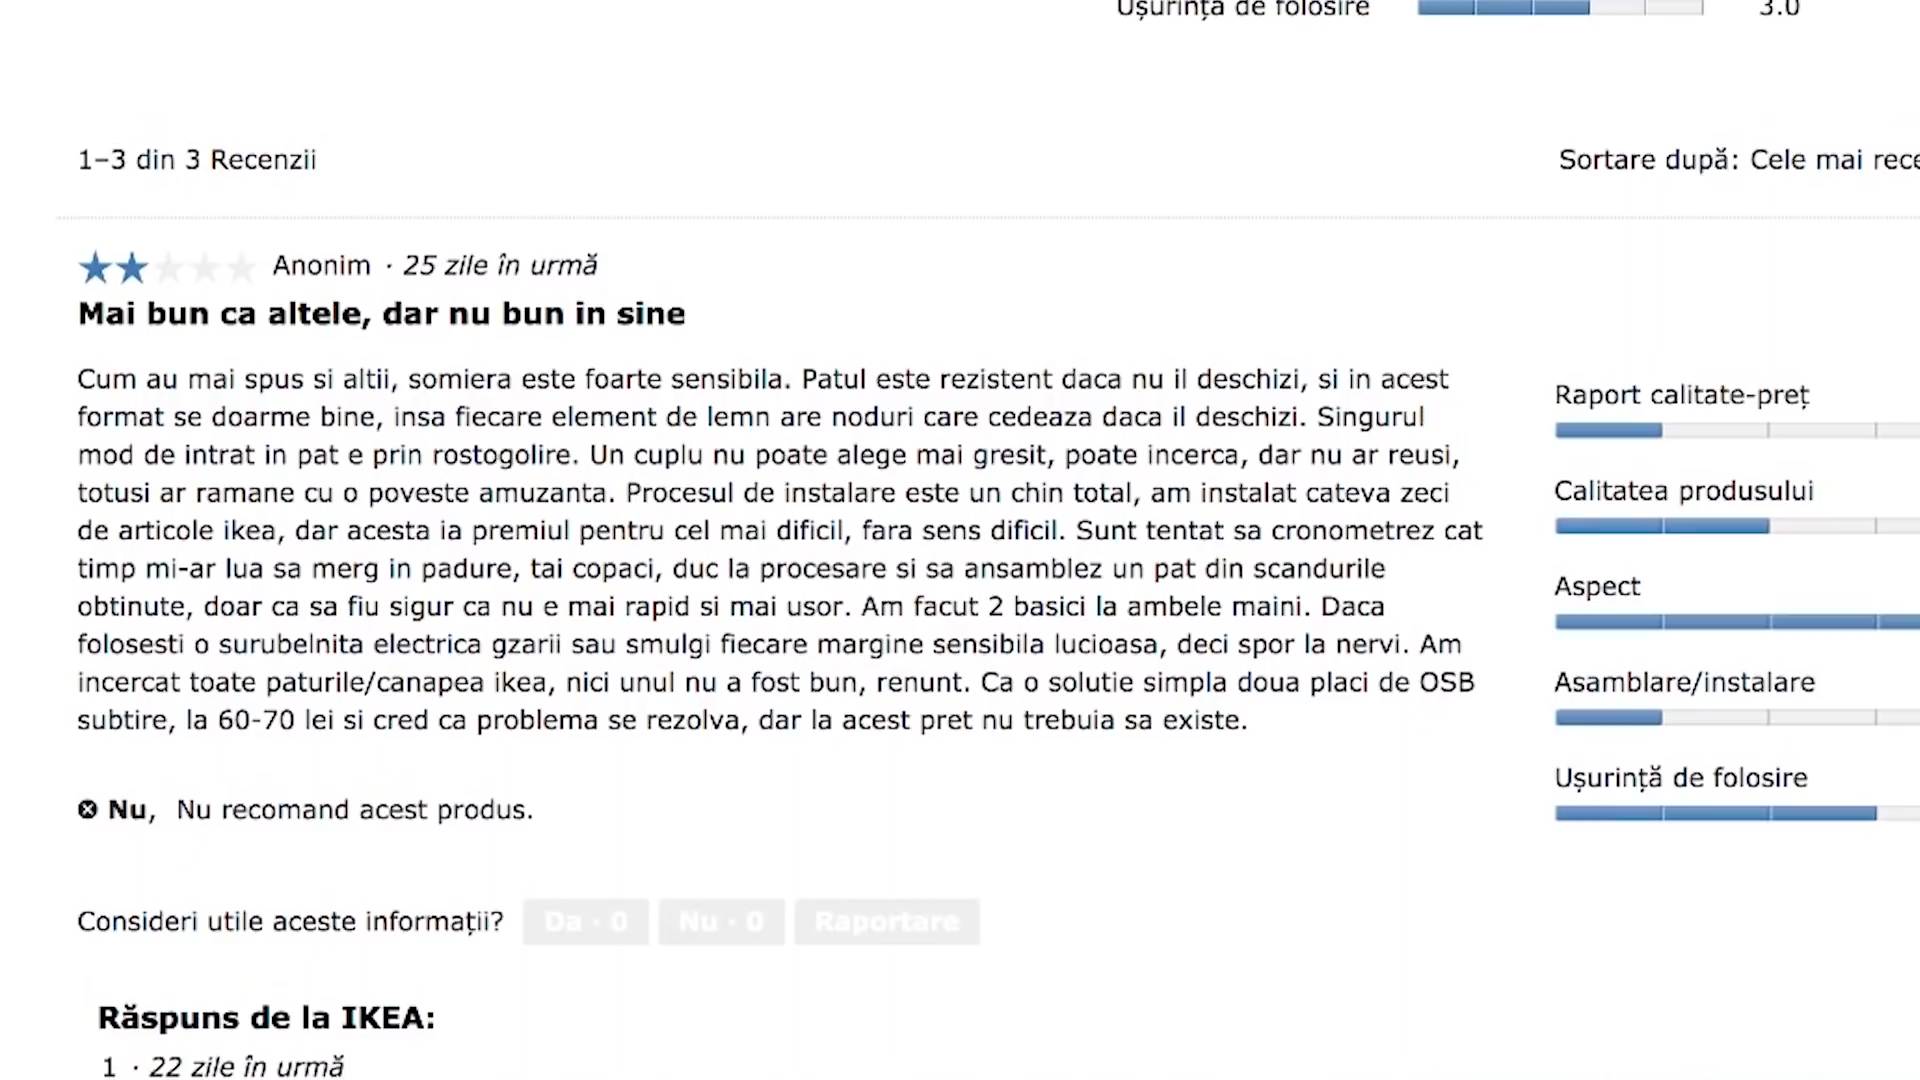 Ușurință de folosire 3.0
1–3 din 3 Recenzii
Sortare după: Cele mai rece
Anonim · 25 zile în urmă
Mai bun ca altele, dar nu bun in sine
Cum au mai spus si altii, somiera este foarte sensibila. Patul este rezistent daca nu il deschizi, si in acest
format se doarme bine, insa fiecare element de lemn are noduri care cedeaza daca il deschizi. Singurul
mod de intrat in pat e prin rostogolire. Un cuplu nu poate alege mai gresit, poate incerca, dar nu ar reusi,
totusi ar ramane cu o poveste amuzanta. Procesul de instalare este un chin total, am instalat cateva zeci
de articole ikea, dar acesta ia premiul pentru cel mai dificil, fara sens dificil. Sunt tentat sa cronometrez cat
timp mi-ar lua sa merg in padure, tai copaci, duc la procesare si sa ansamblez un pat din scandurile
obtinute, doar ca sa fiu sigur ca nu e mai rapid si mai usor. Am facut 2 basici la ambele maini. Daca
folosesti o surubelnita electrica gzarii sau smulgi fiecare margine sensibila lucioasa, deci spor la nervi. Am
incercat toate paturile/canapea ikea, nici unul nu a fost bun, renunt. Ca o solutie simpla doua placi de OSB
subtire, la 60-70 lei si cred ca problema se rezolva, dar la acest pret nu trebuia sa existe.
Raport calitate-preț
Calitatea produsului
Aspect
Asamblare/instalare
Ușurință de folosire
Nu, Nu recomand acest produs.
Consideri utile aceste informații? Da · 0 Nu · 0 Raportare
Răspuns de la IKEA:
1 · 22 zile în urmă